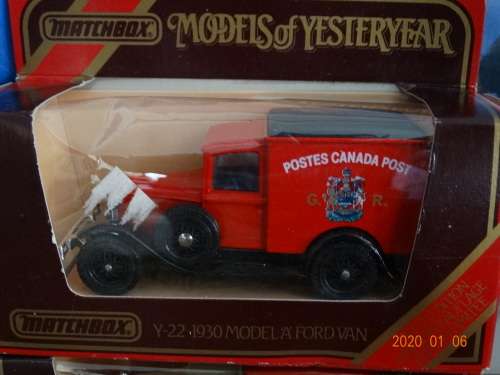 MATCHBOX
MODELS of YESTERYEAR
POSTES CANADA POST
G. R.
MATCHBOX
Y-22 1930 MODEL 'A' FORD VAN
2020 01 06